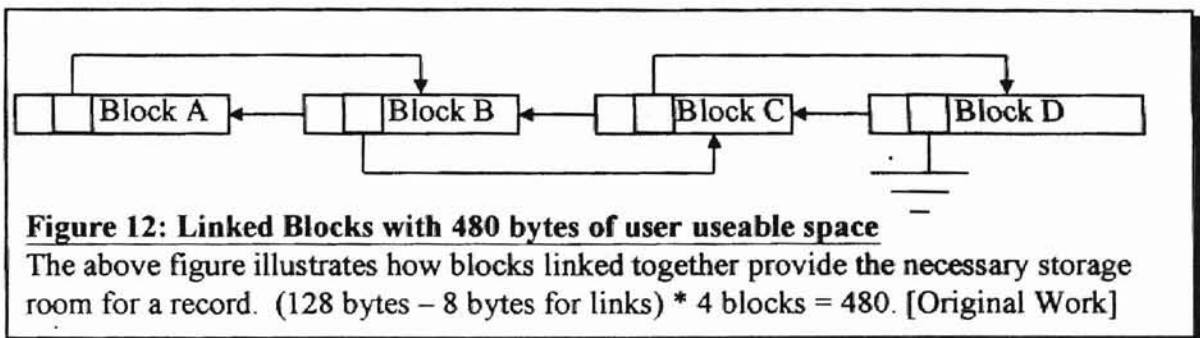 Block A Block B Block C Block D
Figure 12: Linked Blocks with 480 bytes of user useable space
The above figure illustrates how blocks linked together provide the necessary storage
room for a record. (128 bytes – 8 bytes for links) * 4 blocks = 480. [Original Work]